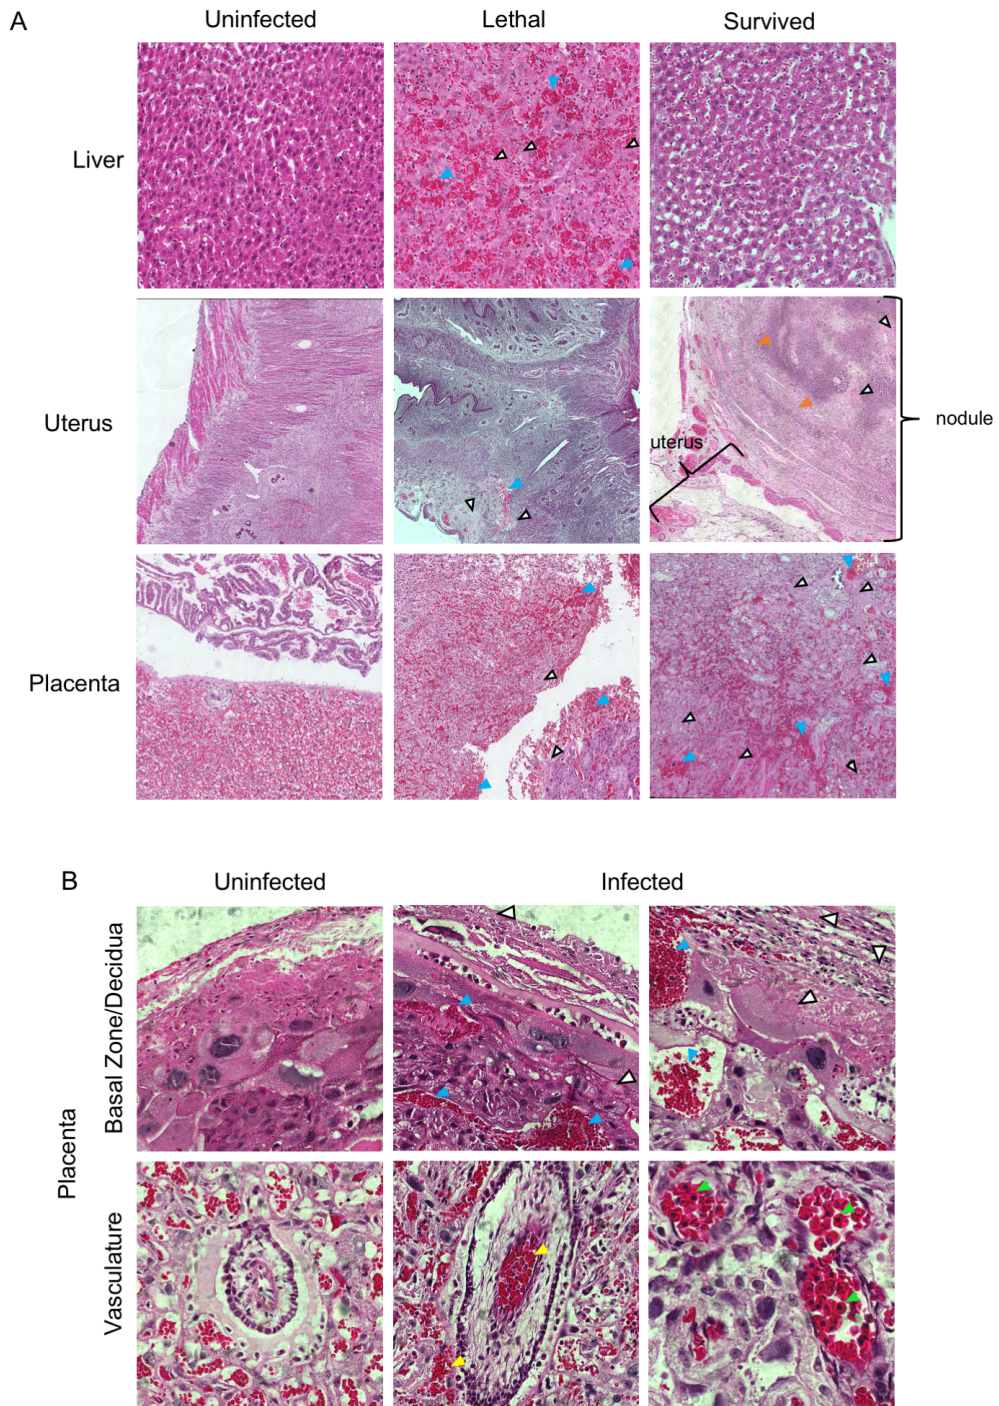 A
Uninfected
Lethal
Survived
Liver
Uterus
uterus
nodule
Placenta
B
Uninfected
Infected
Placenta
Basal Zone/Decidua
Vasculature